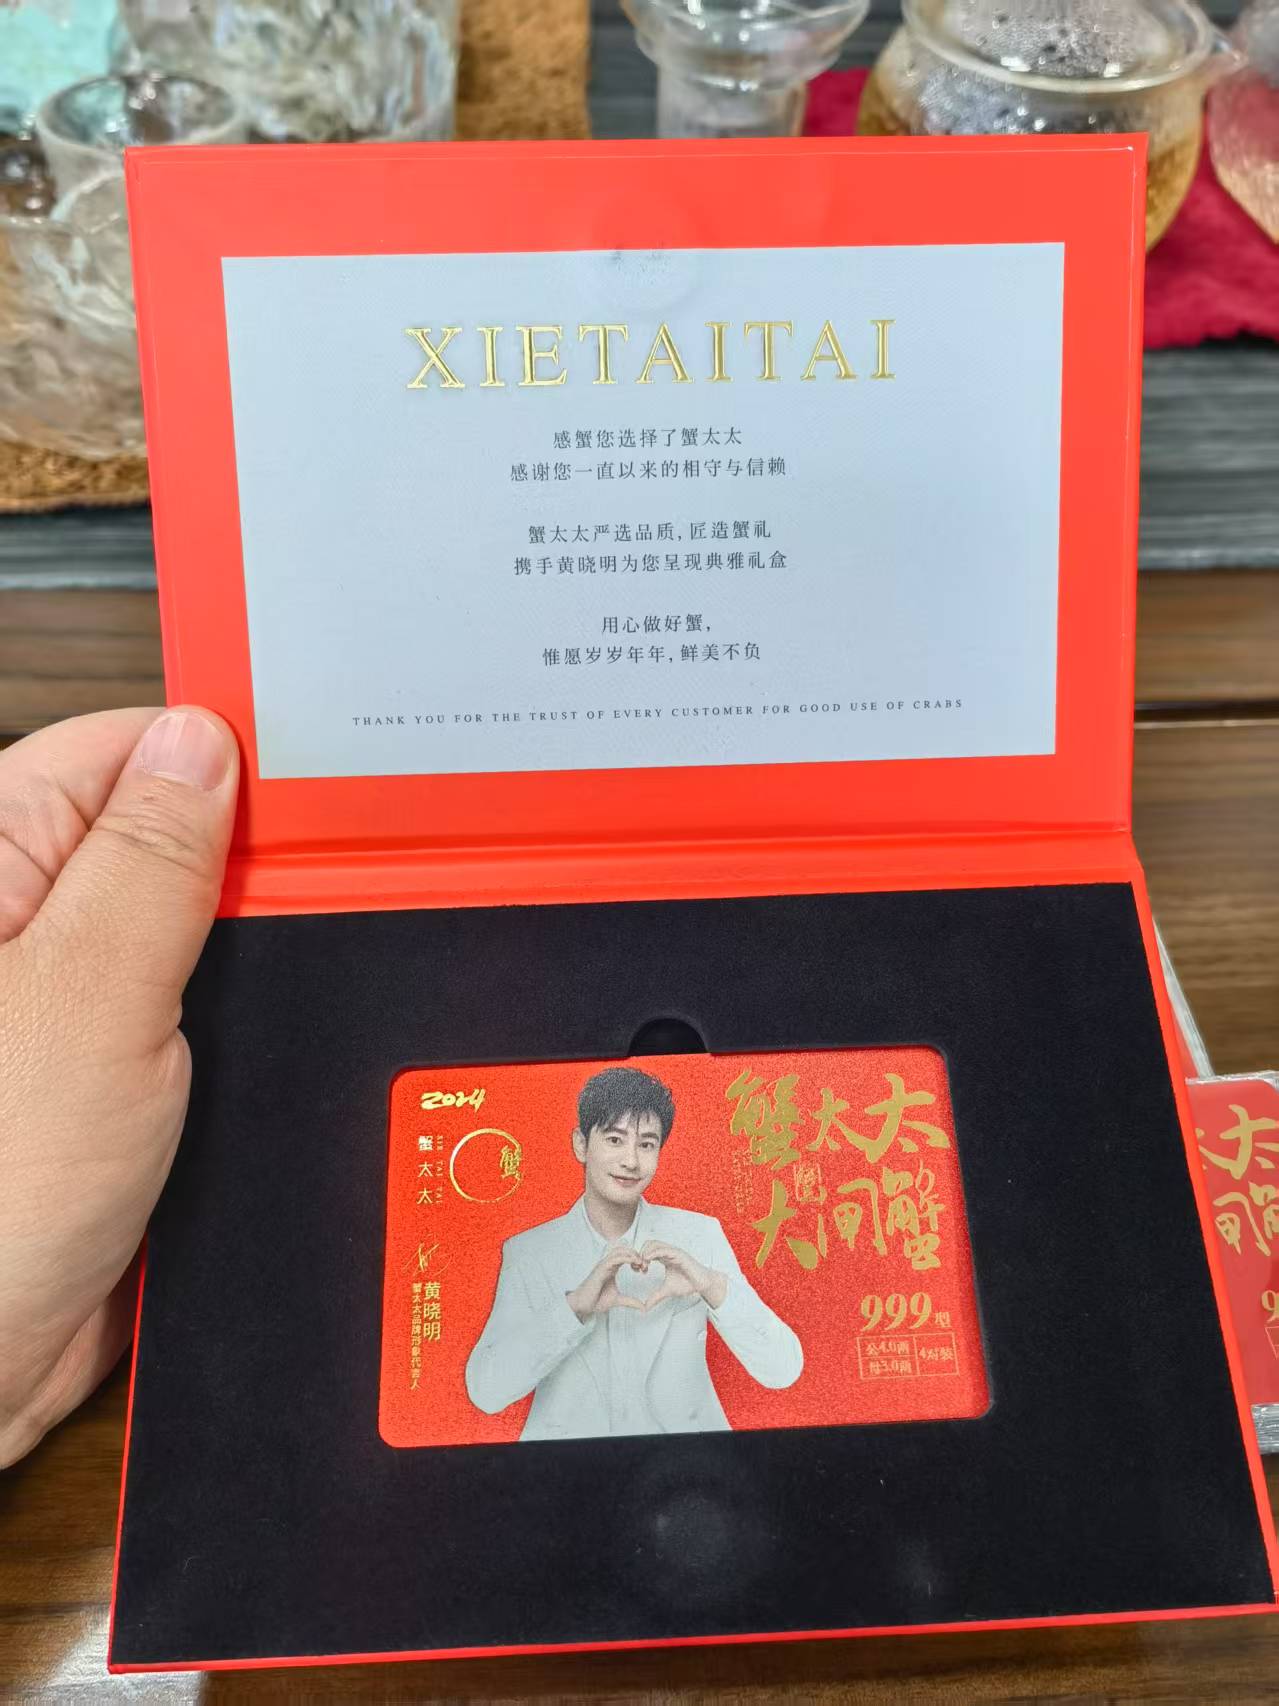 XIETAITAI
感蟹您选择了蟹太太
感谢您一直以来的相守与信赖
蟹太太严选品质,匠造蟹礼
携手黄晓明为您呈现典雅礼盒
用心做好蟹,
惟愿岁岁年年,鲜美不负
THANK YOU FOR THE TRUST OF EVERY CUSTOMER FOR GOOD USE OF CRABS
2024
蟹太太
XIE TAI TAI
蟹
黄晓明
蟹太太品牌形象代言人
蟹太太
大闸蟹
999型
公4.0两
母3.0两
4对装
太
闸